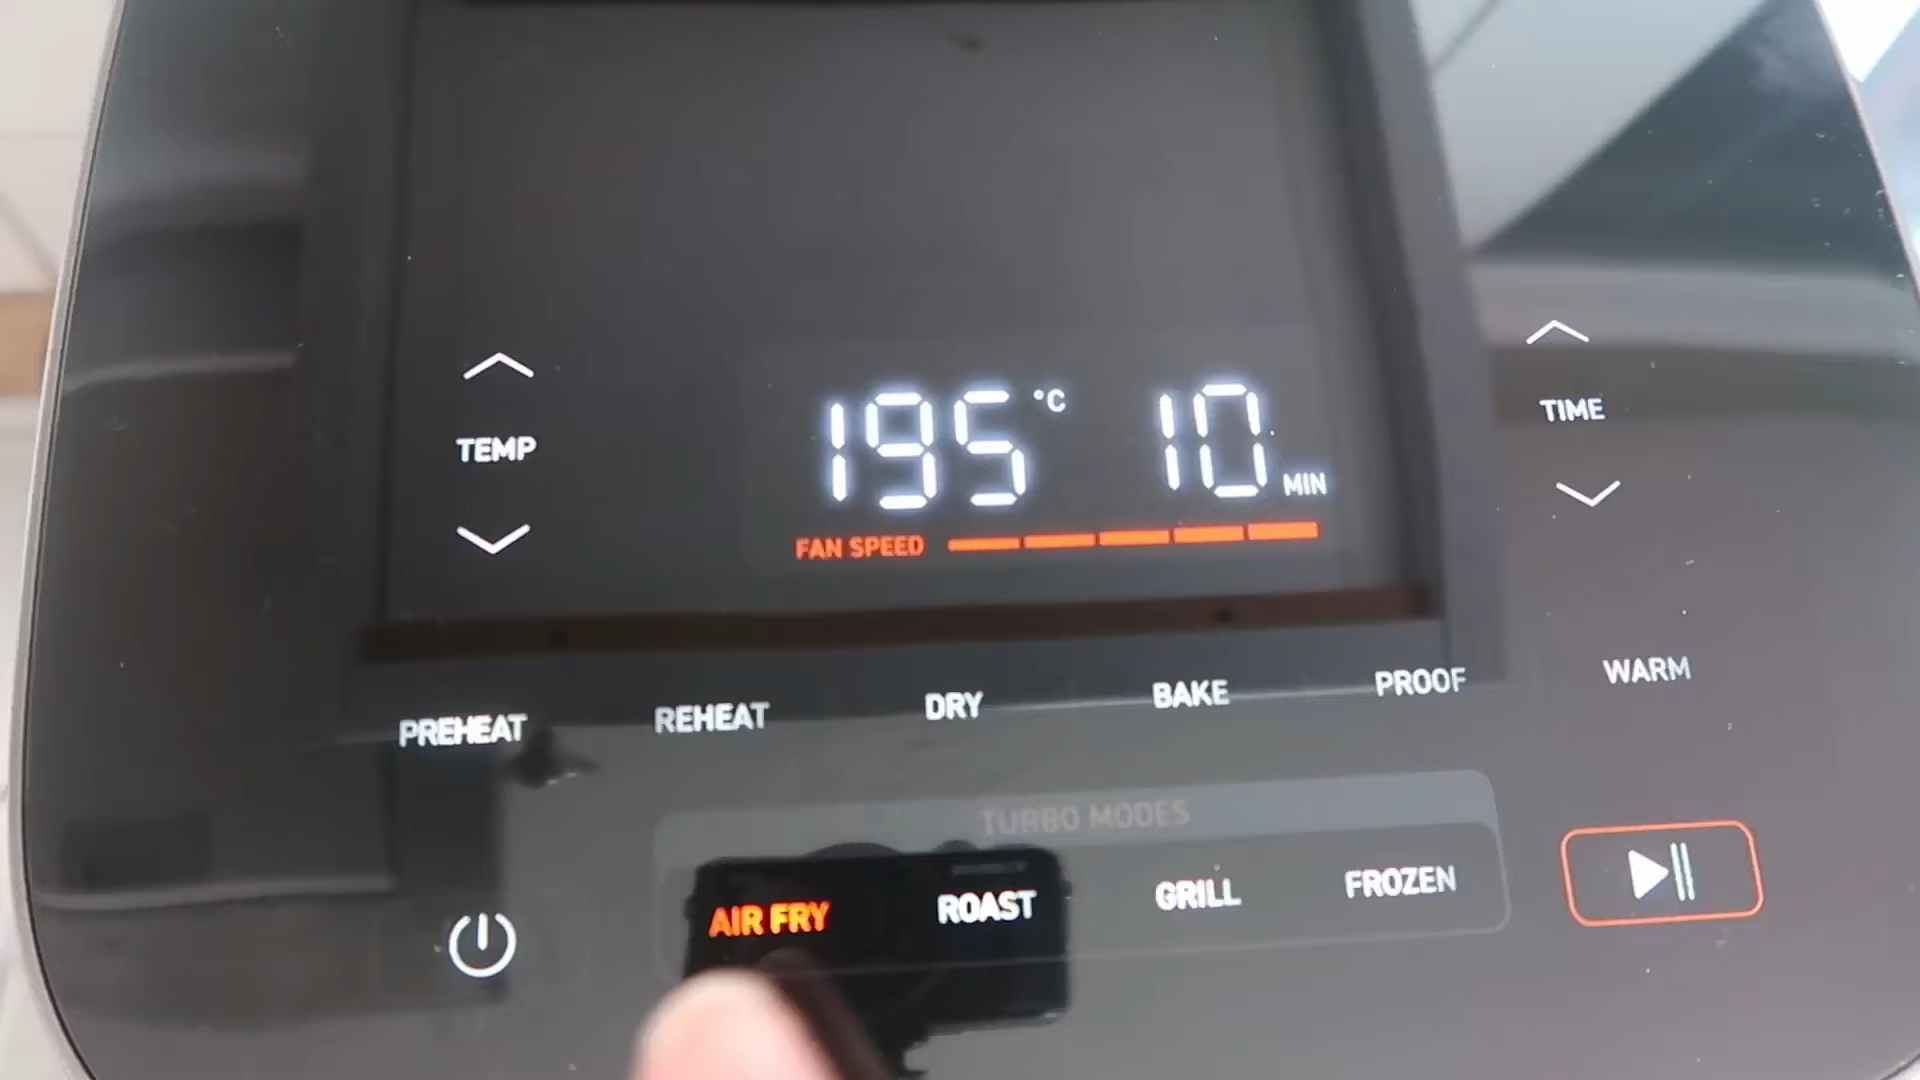 195 °C 10 MIN
TEMP
TIME
FAN SPEED
PREHEAT REHEAT DRY BAKE PROOF WARM
TURBO MODES
AIR FRY ROAST GRILL FROZEN